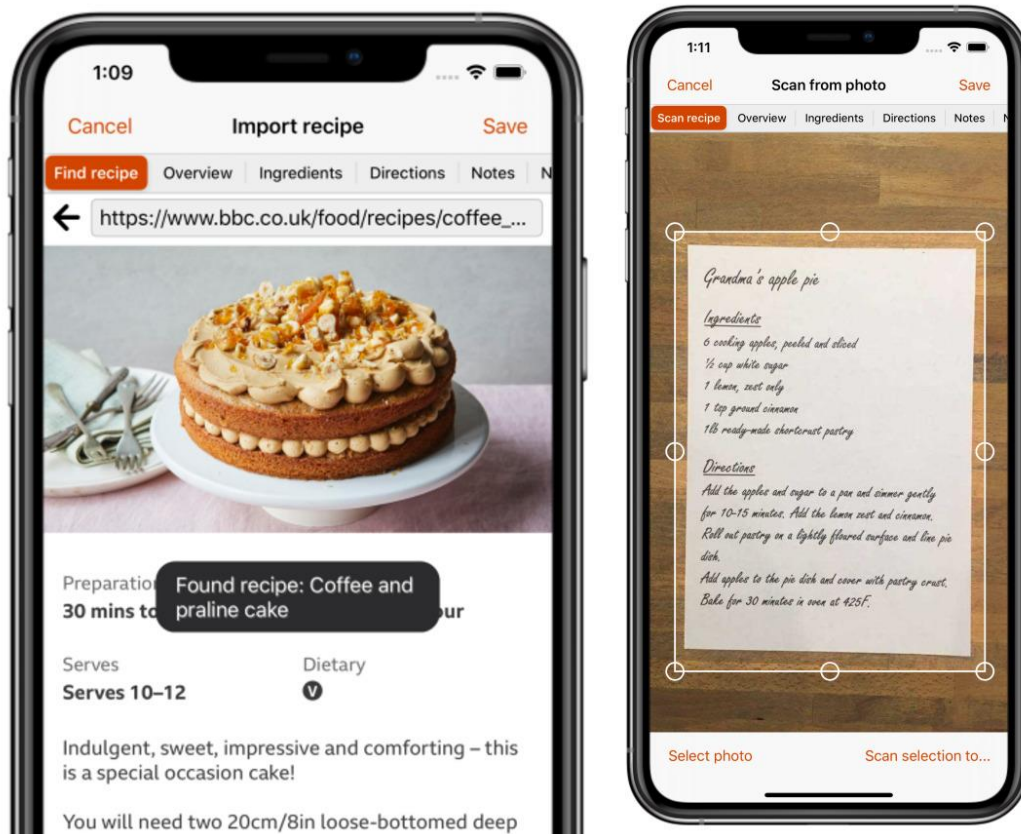 1:09
Cancel Import recipe Save
Find recipe Overview Ingredients Directions Notes N
https://www.bbc.co.uk/food/recipes/coffee_...
Preparation
30 mins to our
Found recipe: Coffee and
praline cake
Serves Dietary
Serves 10–12 V
Indulgent, sweet, impressive and comforting – this
is a special occasion cake!
You will need two 20cm/8in loose-bottomed deep
1:11
Cancel Scan from photo Save
Scan recipe Overview Ingredients Directions Notes N
Grandma's apple pie
Ingredients
6 cooking apples, peeled and sliced
½ cup white sugar
1 lemon, zest only
1 tsp ground cinnamon
1lb ready-made shortcrust pastry
Directions
Add the apples and sugar to a pan and simmer gently
for 10-15 minutes. Add the lemon zest and cinnamon.
Roll out pastry on a lightly floured surface and line pie
dish.
Add apples to the pie dish and cover with pastry crust.
Bake for 30 minutes in oven at 425F.
Select photo Scan selection to...